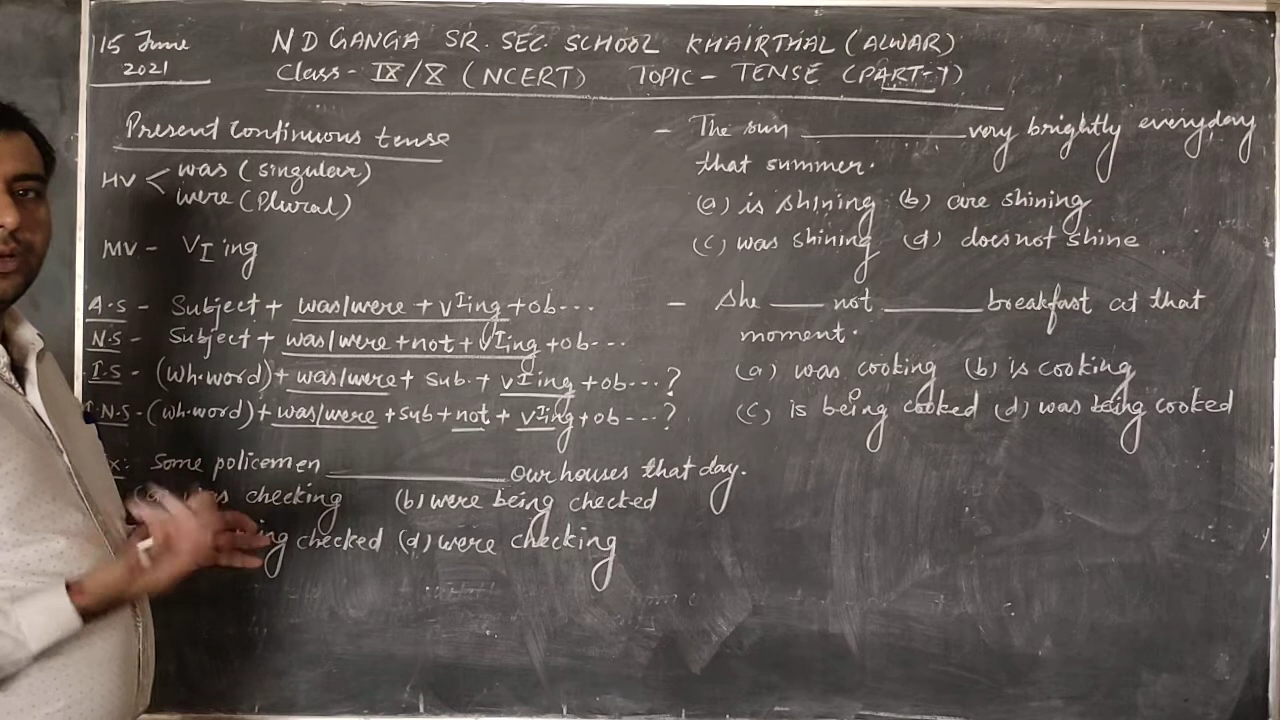 15 June
2021
N D GANGA SR. SEC. SCHOOL KHAIRTHAL (ALWAR)
Class - IX/X (NCERT) TOPIC - TENSE (PART-1)
Present continuous tense
HV < was (singular)
were (Plural)
MV - VI ing
A.S - Subject + was/were + VIing + ob...
N.S - Subject + was/were + not + VIing + ob...
I.S - (Wh.word) + was/were + sub. + VIing + ob...?
I.N.S - (wh.word) + was/were + sub + not + VIing + ob...?
Ex: Some policemen ________ our houses that day.
(a) was checking (b) were being checked
checked (d) were checking
- The sun ________ very brightly everyday
that summer.
(a) is shining (b) are shining
(c) was shining (d) does not shine
- She ____ not ______ breakfast at that
moment.
(a) was cooking (b) is cooking
(c) is being cooked (d) was being cooked